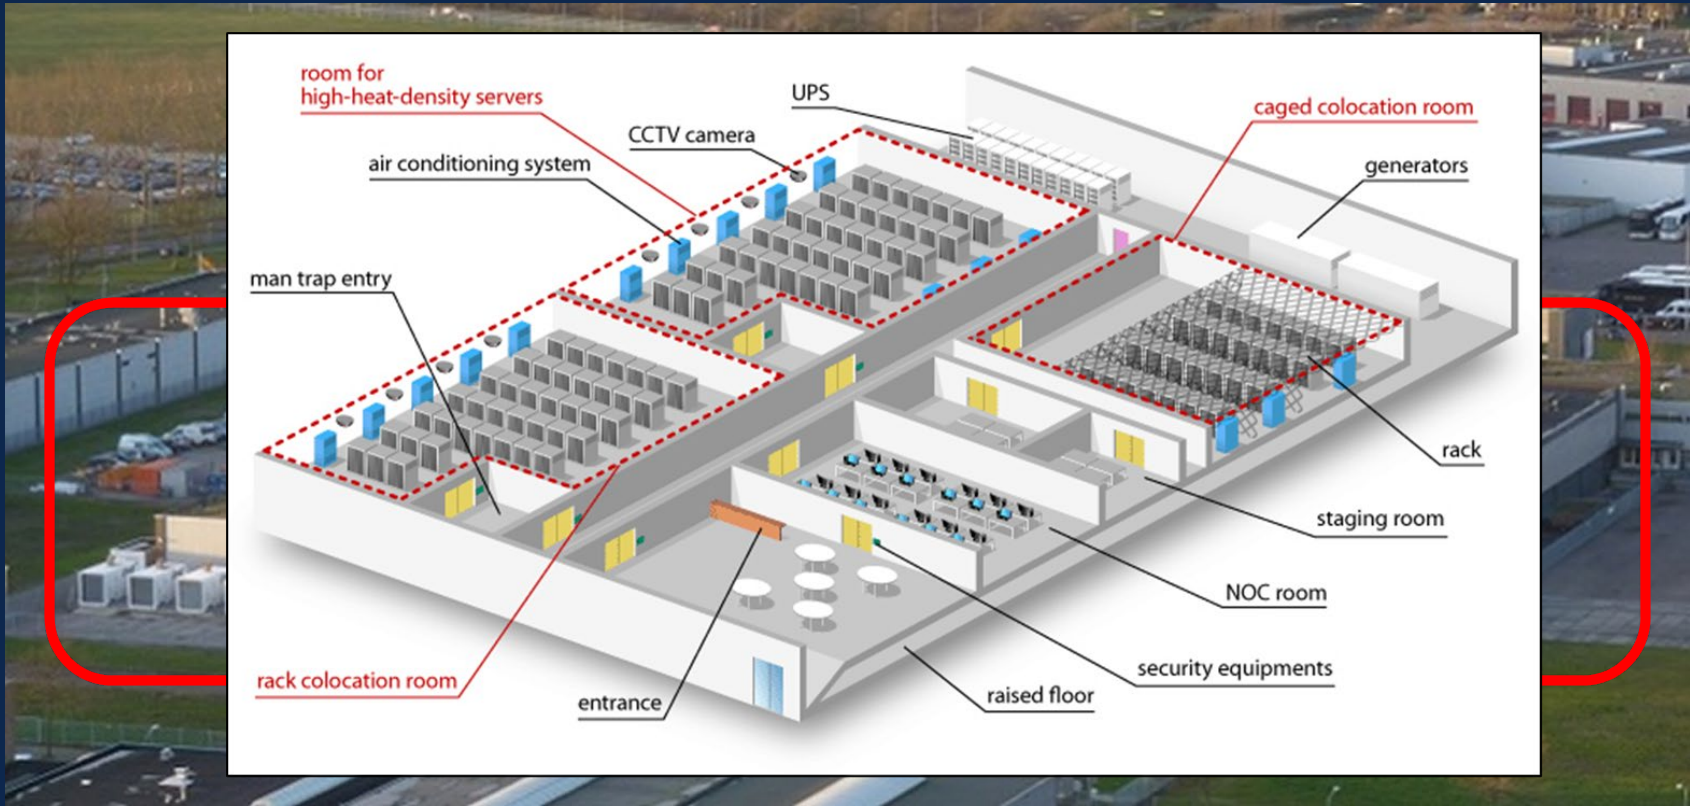 room for
high-heat-density servers
UPS
caged colocation room
CCTV camera
air conditioning system
generators
man trap entry
rack
staging room
NOC room
security equipments
rack colocation room
entrance
raised floor